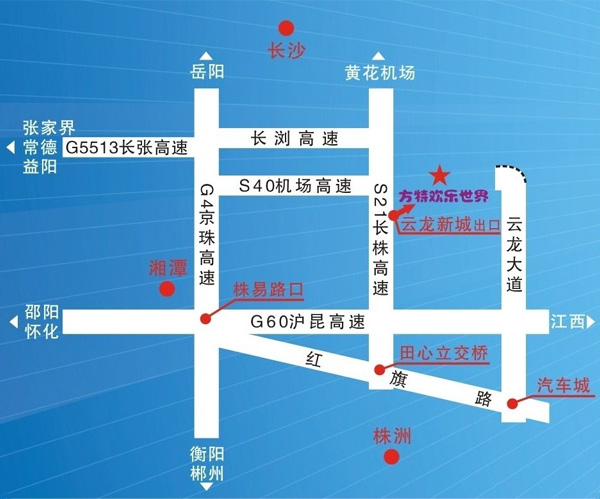 长沙
岳阳
黄花机场
张家界
常德
益阳
G5513长张高速
长浏高速
S40机场高速
G4京珠高速
S21长株高速
方特欢乐世界
云龙新城出口
云龙大道
湘潭
株易路口
邵阳
怀化
G60沪昆高速
江西
红旗路
田心立交桥
汽车城
株洲
衡阳
郴州